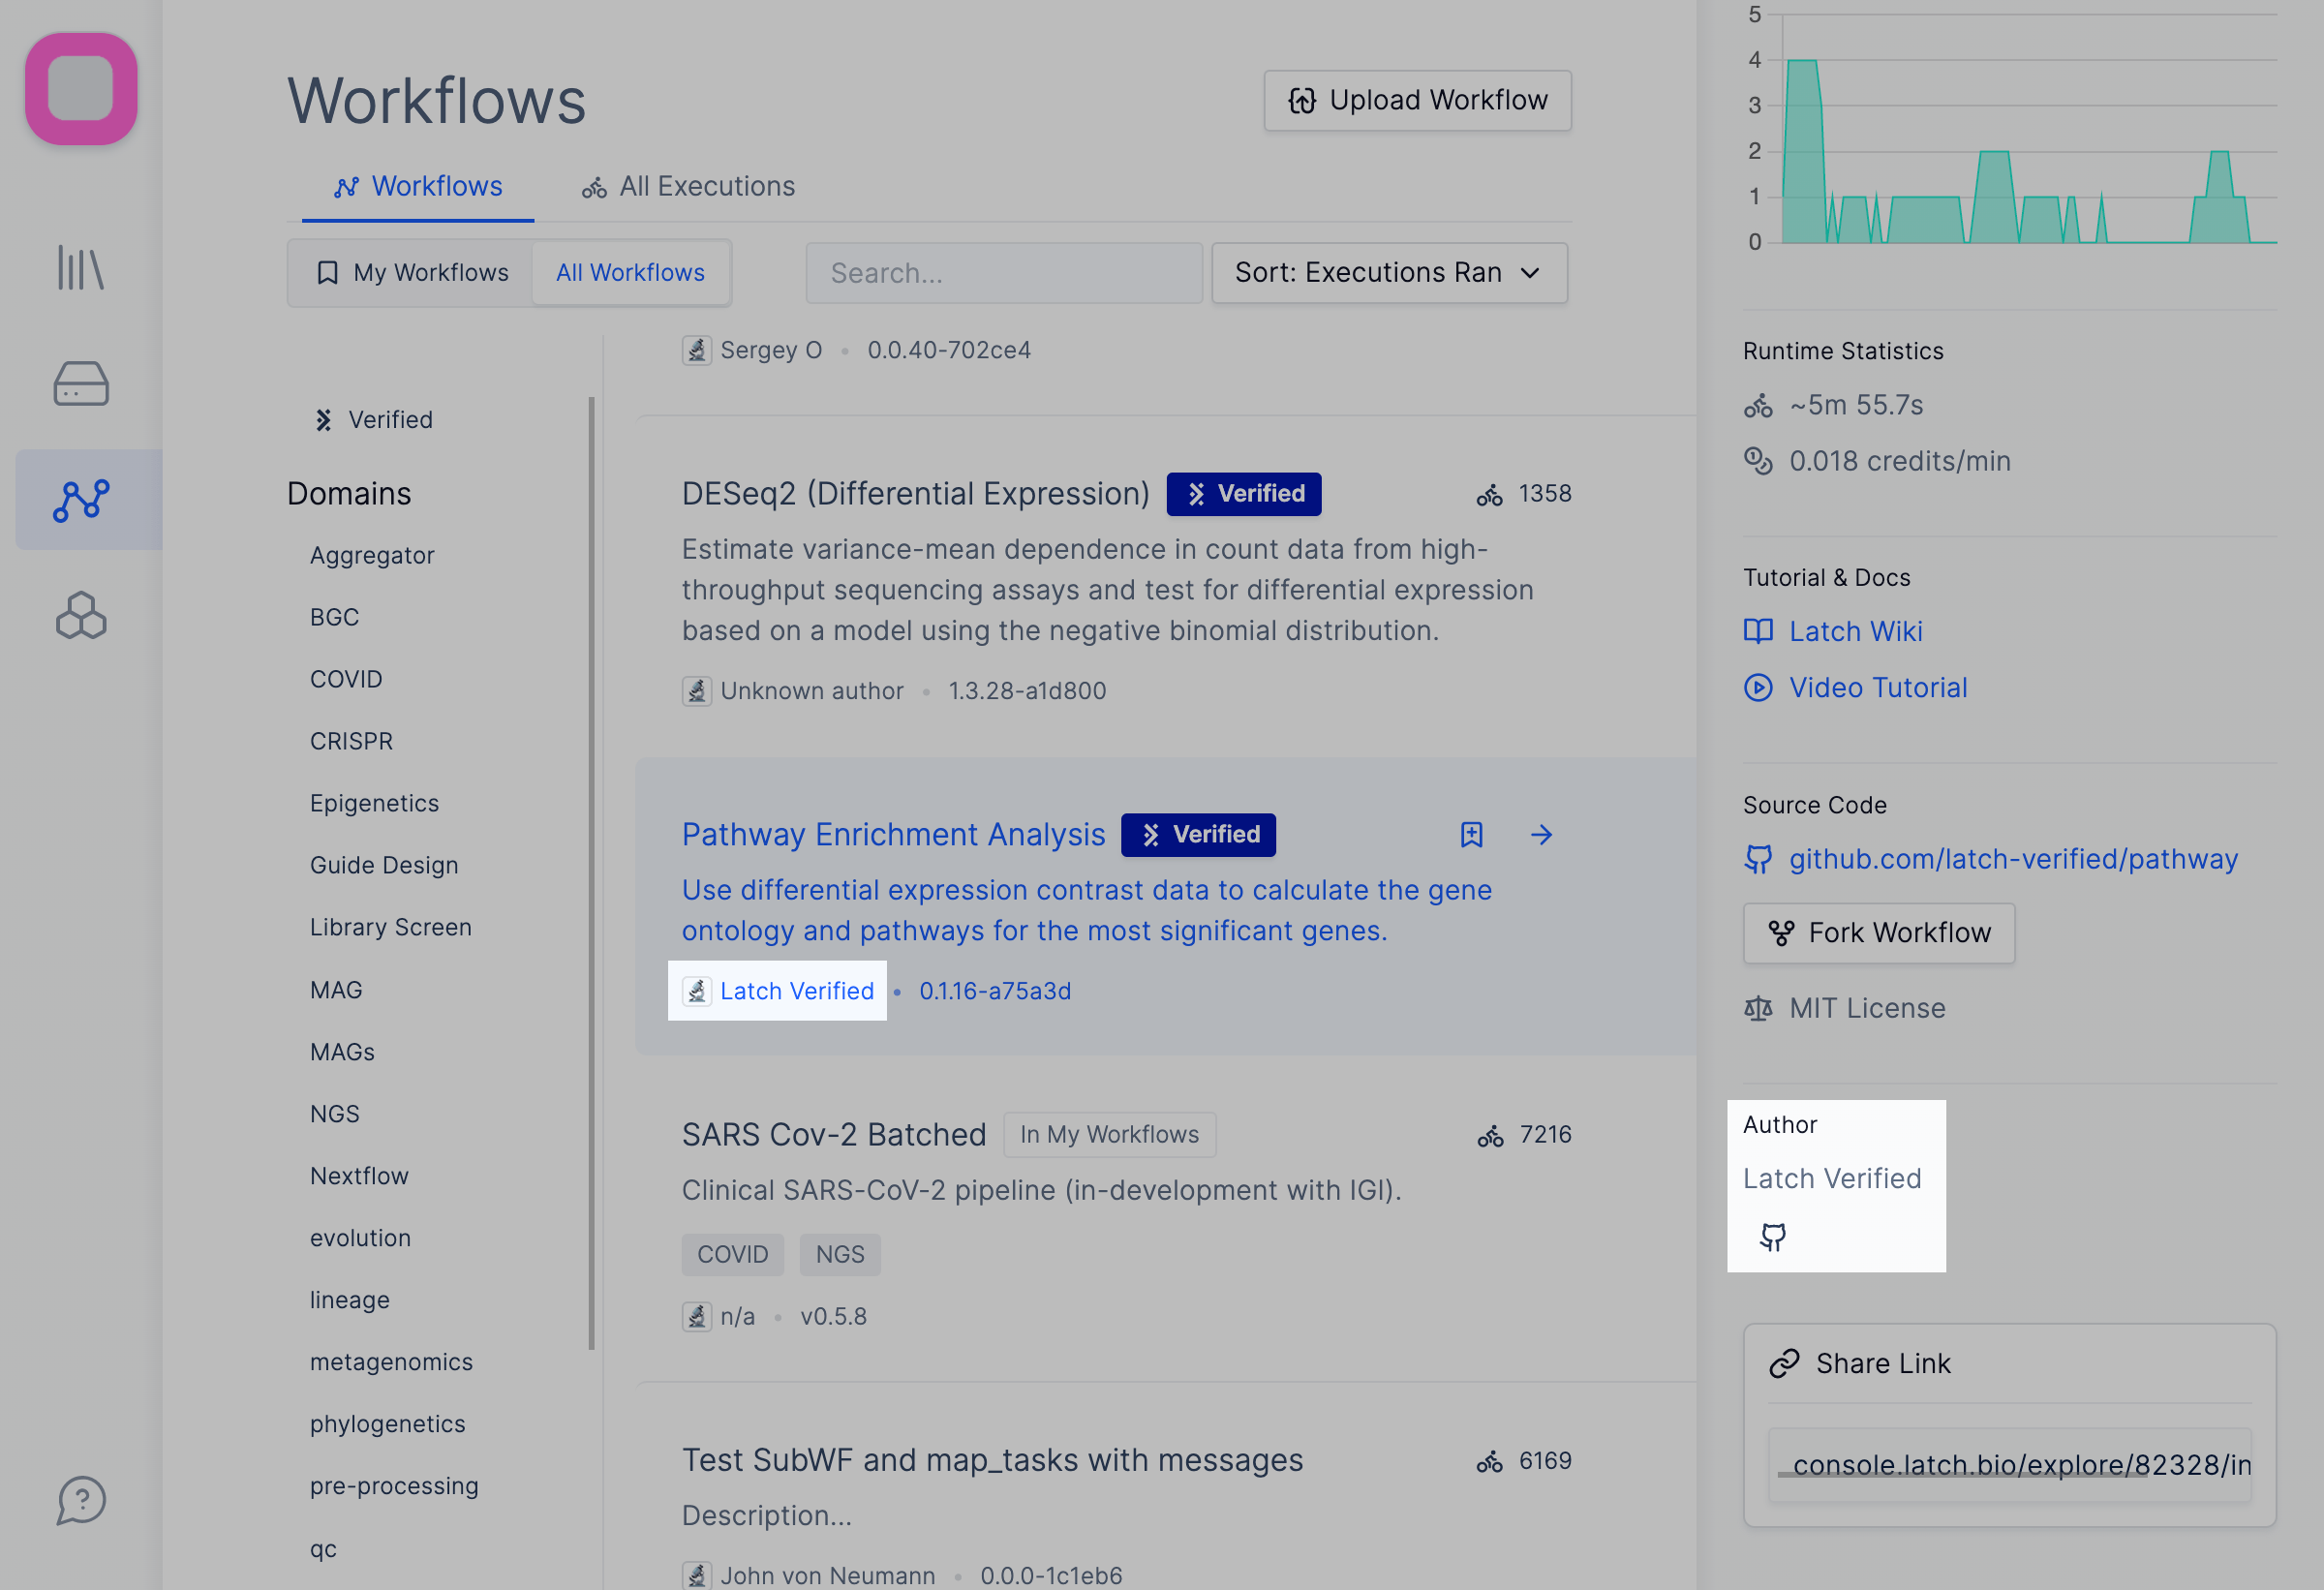 Workflows
Upload Workflow
Workflows
All Executions
My Workflows
All Workflows
Search...
Sort: Executions Ran
Verified
Domains
Aggregator
BGC
COVID
CRISPR
Epigenetics
Guide Design
Library Screen
MAG
MAGs
NGS
Nextflow
evolution
lineage
metagenomics
phylogenetics
pre-processing
qc
Sergey O • 0.0.40-702ce4
DESeq2 (Differential Expression) Verified 1358
Estimate variance-mean dependence in count data from high-
throughput sequencing assays and test for differential expression
based on a model using the negative binomial distribution.
Unknown author • 1.3.28-a1d800
Pathway Enrichment Analysis Verified
Use differential expression contrast data to calculate the gene
ontology and pathways for the most significant genes.
Latch Verified • 0.1.16-a75a3d
SARS Cov-2 Batched In My Workflows 7216
Clinical SARS-CoV-2 pipeline (in-development with IGI).
COVID NGS
n/a • v0.5.8
Test SubWF and map_tasks with messages 6169
Description...
John von Neumann • 0.0.0-1c1eb6
5
4
3
2
1
0
Runtime Statistics
~5m 55.7s
0.018 credits/min
Tutorial & Docs
Latch Wiki
Video Tutorial
Source Code
github.com/latch-verified/pathway
Fork Workflow
MIT License
Author
Latch Verified
Share Link
console.latch.bio/explore/82328/in